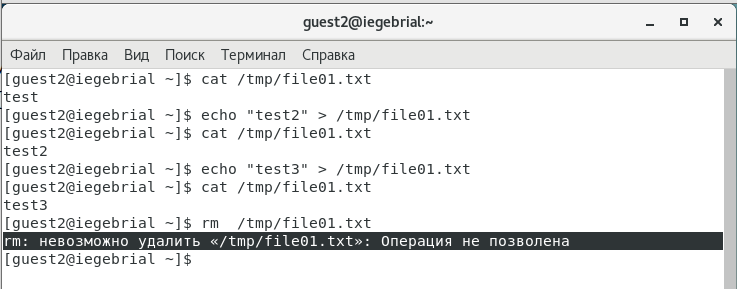 guest2@iegebrial:~
Файл Правка Вид Поиск Терминал Справка
[guest2@iegebrial ~]$ cat /tmp/file01.txt
test
[guest2@iegebrial ~]$ echo "test2" > /tmp/file01.txt
[guest2@iegebrial ~]$ cat /tmp/file01.txt
test2
[guest2@iegebrial ~]$ echo "test3" > /tmp/file01.txt
[guest2@iegebrial ~]$ cat /tmp/file01.txt
test3
[guest2@iegebrial ~]$ rm  /tmp/file01.txt
rm: невозможно удалить «/tmp/file01.txt»: Операция не позволена
[guest2@iegebrial ~]$